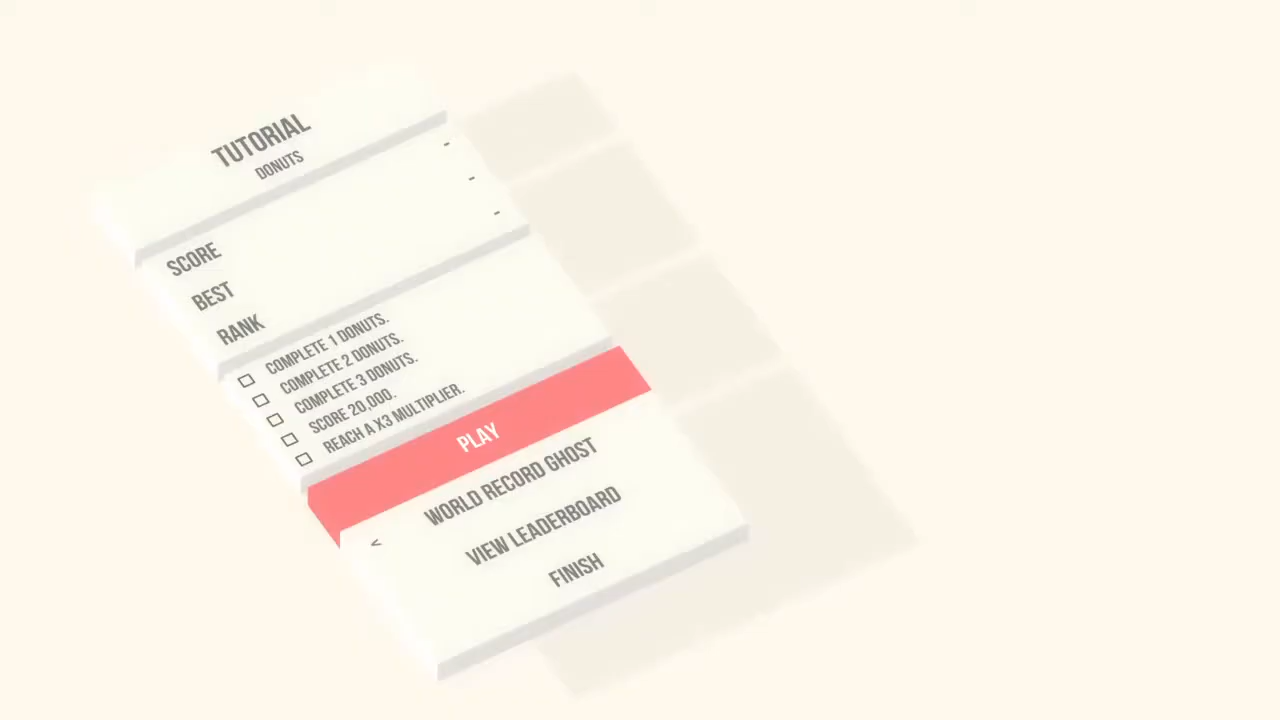 TUTORIAL
DONUTS
SCORE -
BEST -
RANK -
COMPLETE 1 DONUTS.
COMPLETE 2 DONUTS.
COMPLETE 3 DONUTS.
SCORE 20,000.
REACH A X3 MULTIPLIER.
PLAY
< WORLD RECORD GHOST
VIEW LEADERBOARD
FINISH